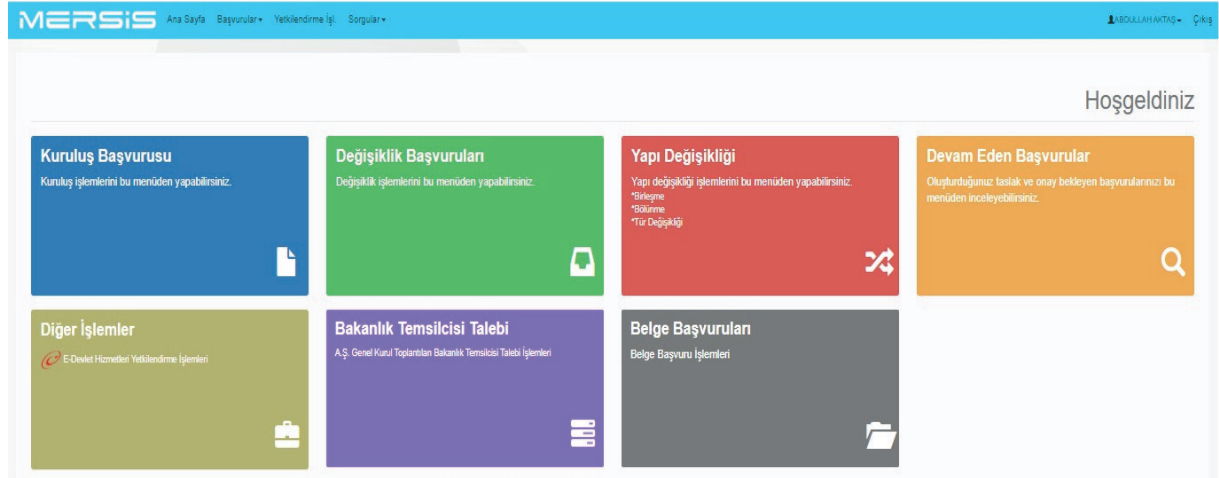 MERSiS Ana Sayfa Başvurular Yetkilendirme İşl. Sorgular ABDULLAH AKTAŞ Çıkış
Hoşgeldiniz
Kuruluş Başvurusu
Kuruluş işlemlerini bu menüden yapabilirsiniz.
Değişiklik Başvuruları
Değişiklik işlemlerini bu menüden yapabilirsiniz.
Yapı Değişikliği
Yapı değişikliği işlemlerini bu menüden yapabilirsiniz.
*Birleşme
*Bölünme
*Tür Değişikliği
Devam Eden Başvurular
Oluşturduğunuz taslak ve onay bekleyen başvurularınızı bu
menüden inceleyebilirsiniz.
Diğer İşlemler
E-Devlet Hizmetleri Yetkilendirme İşlemleri
Bakanlık Temsilcisi Talebi
A.Ş. Genel Kurul Toplantıları Bakanlık Temsilcisi Talebi İşlemleri
Belge Başvuruları
Belge Başvuru İşlemleri